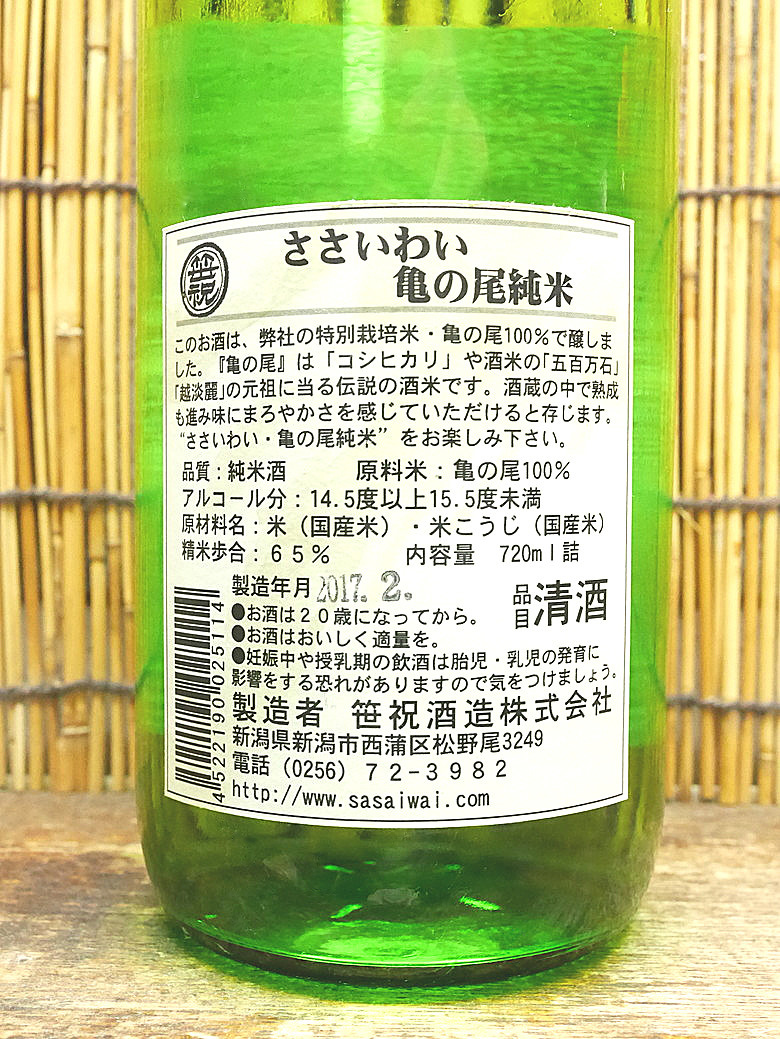 ささいわい
亀の尾純米
このお酒は、弊社の特別栽培米・亀の尾100%で醸しま
した。『亀の尾』は「コシヒカリ」や酒米の「五百万石」
「越淡麗」の元祖に当る伝説の酒米です。酒蔵の中で熟成
も進み味にまろやかさを感じていただけると存じます。
“ささいわい・亀の尾純米”をお楽しみ下さい。
品質：純米酒　原料米：亀の尾100%
アルコール分：14.5度以上15.5度未満
原材料名：米（国産米）・米こうじ（国産米）
精米歩合：６５％　内容量　720ml詰
製造年月 2017. 2.
品目 清酒
●お酒は２０歳になってから。
●お酒はおいしく適量を。
●妊娠中や授乳期の飲酒は胎児・乳児の発育に
影響をする恐れがありますので気をつけましょう。
製造者　笹祝酒造株式会社
新潟県新潟市西蒲区松野尾3249
電話（0256）７２−３９８２
http://www.sasaiwai.com
4522190025114